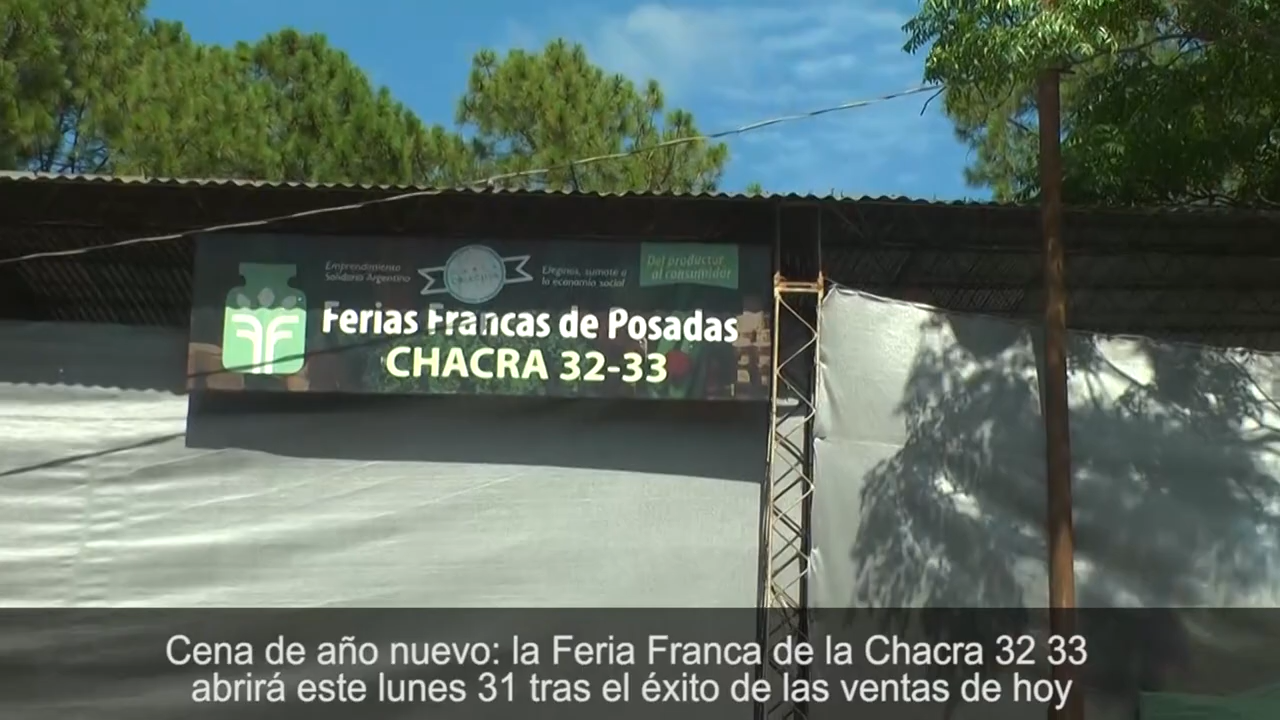 Emprendimiento
Solidario Argentino
Eleginos, sumate a
la economía social
Del productor
al consumidor
Ferias Francas de Posadas
CHACRA 32-33
Cena de año nuevo: la Feria Franca de la Chacra 32 33
abrirá este lunes 31 tras el éxito de las ventas de hoy